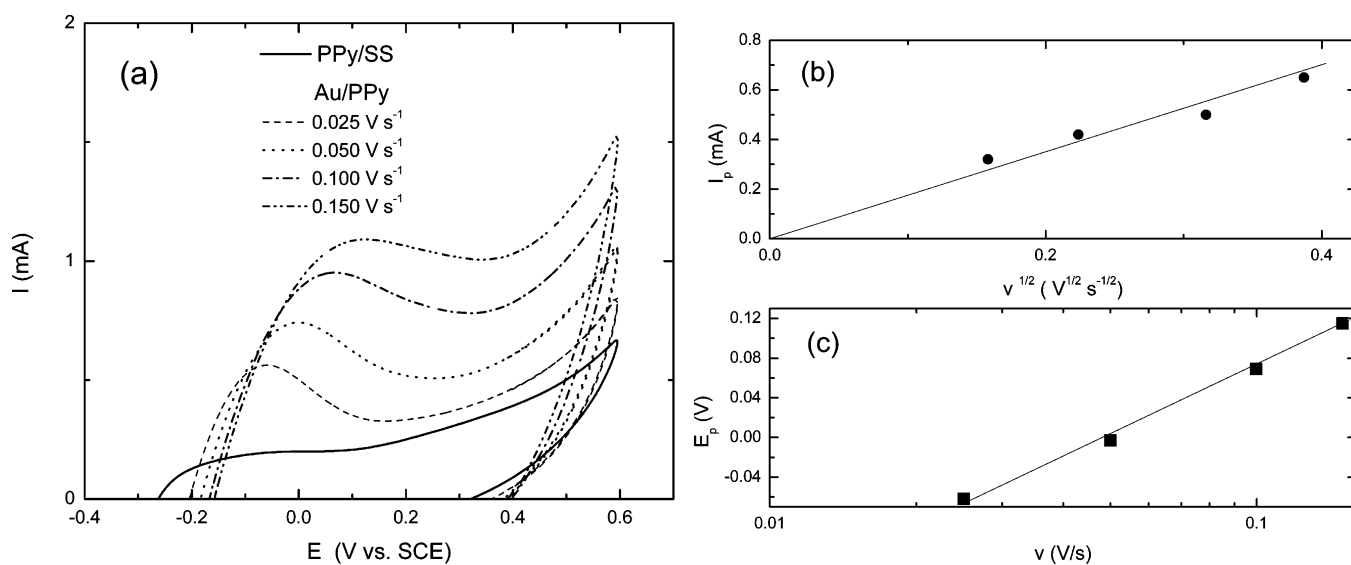 2
1
0
I (mA)
(a)
PPy/SS
Au/PPy
0.025 V s⁻¹
0.050 V s⁻¹
0.100 V s⁻¹
0.150 V s⁻¹
-0.4 -0.2 0.0 0.2 0.4 0.6
E (V vs. SCE)
0.8
0.6
0.4
0.2
0.0
Iₚ (mA)
(b)
0.0 0.2 0.4
v ¹/² ( V¹/² s⁻¹/²)
0.12
0.08
0.04
0.00
-0.04
Eₚ (V)
(c)
0.01 0.1
v (V/s)